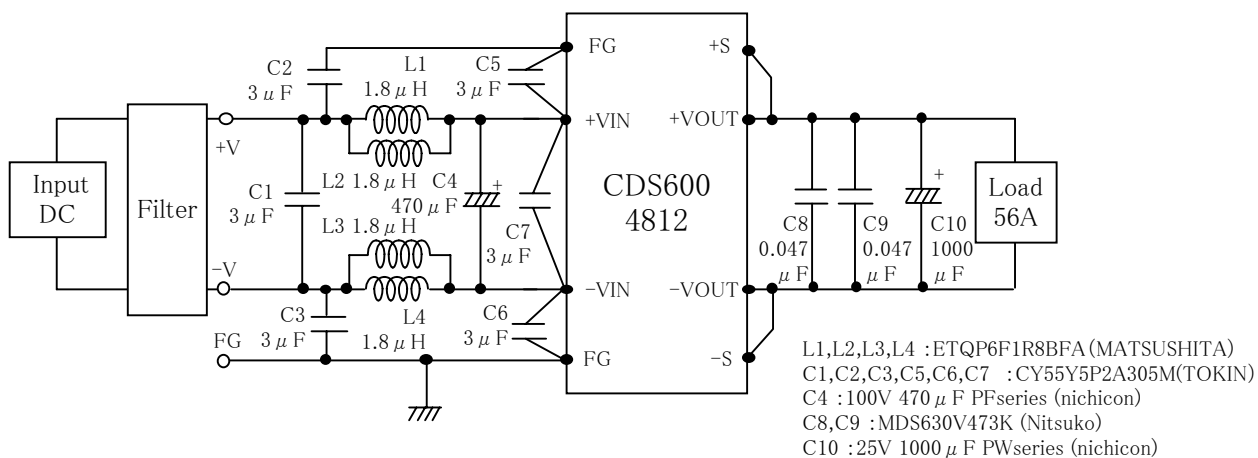 C2
3μF
L1
1.8μH
C5
3μF
FG
+S
+V
+VIN
+VOUT
Input
DC
Filter
C1
3μF
L2 1.8μH
C4
470μF
+
L3 1.8μH
C7
3μF
CDS600
4812
C8
0.047
μF
C9
0.047
μF
C10
1000
μF
+
Load
56A
−V
−VIN
−VOUT
C3
3μF
L4
1.8μH
C6
3μF
FG
FG
−S
L1,L2,L3,L4 :ETQP6F1R8BFA(MATSUSHITA)
C1,C2,C3,C5,C6,C7 :CY55Y5P2A305M(TOKIN)
C4 :100V 470μF PFseries (nichicon)
C8,C9 :MDS630V473K (Nitsuko)
C10 :25V 1000μF PWseries (nichicon)